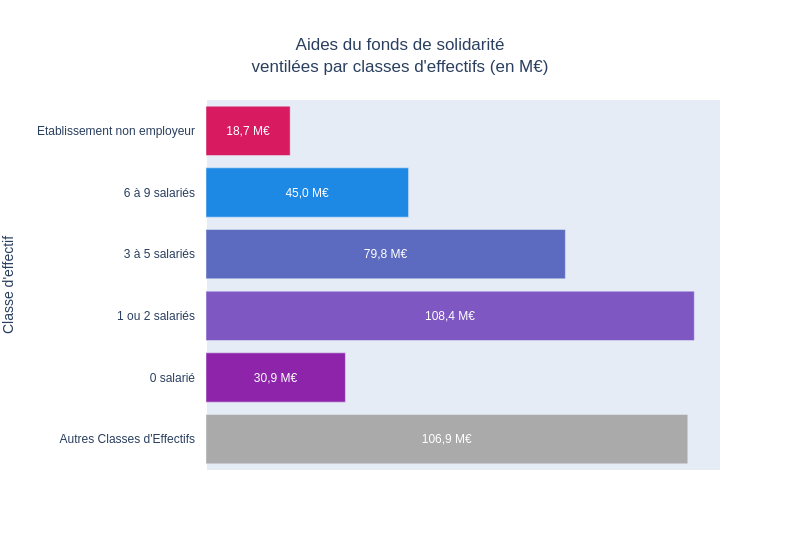 Aides du fonds de solidarité
ventilées par classes d'effectifs (en M€)
Classe d'effectif
Etablissement non employeur
18,7 M€
6 à 9 salariés
45,0 M€
3 à 5 salariés
79,8 M€
1 ou 2 salariés
108,4 M€
0 salarié
30,9 M€
Autres Classes d'Effectifs
106,9 M€